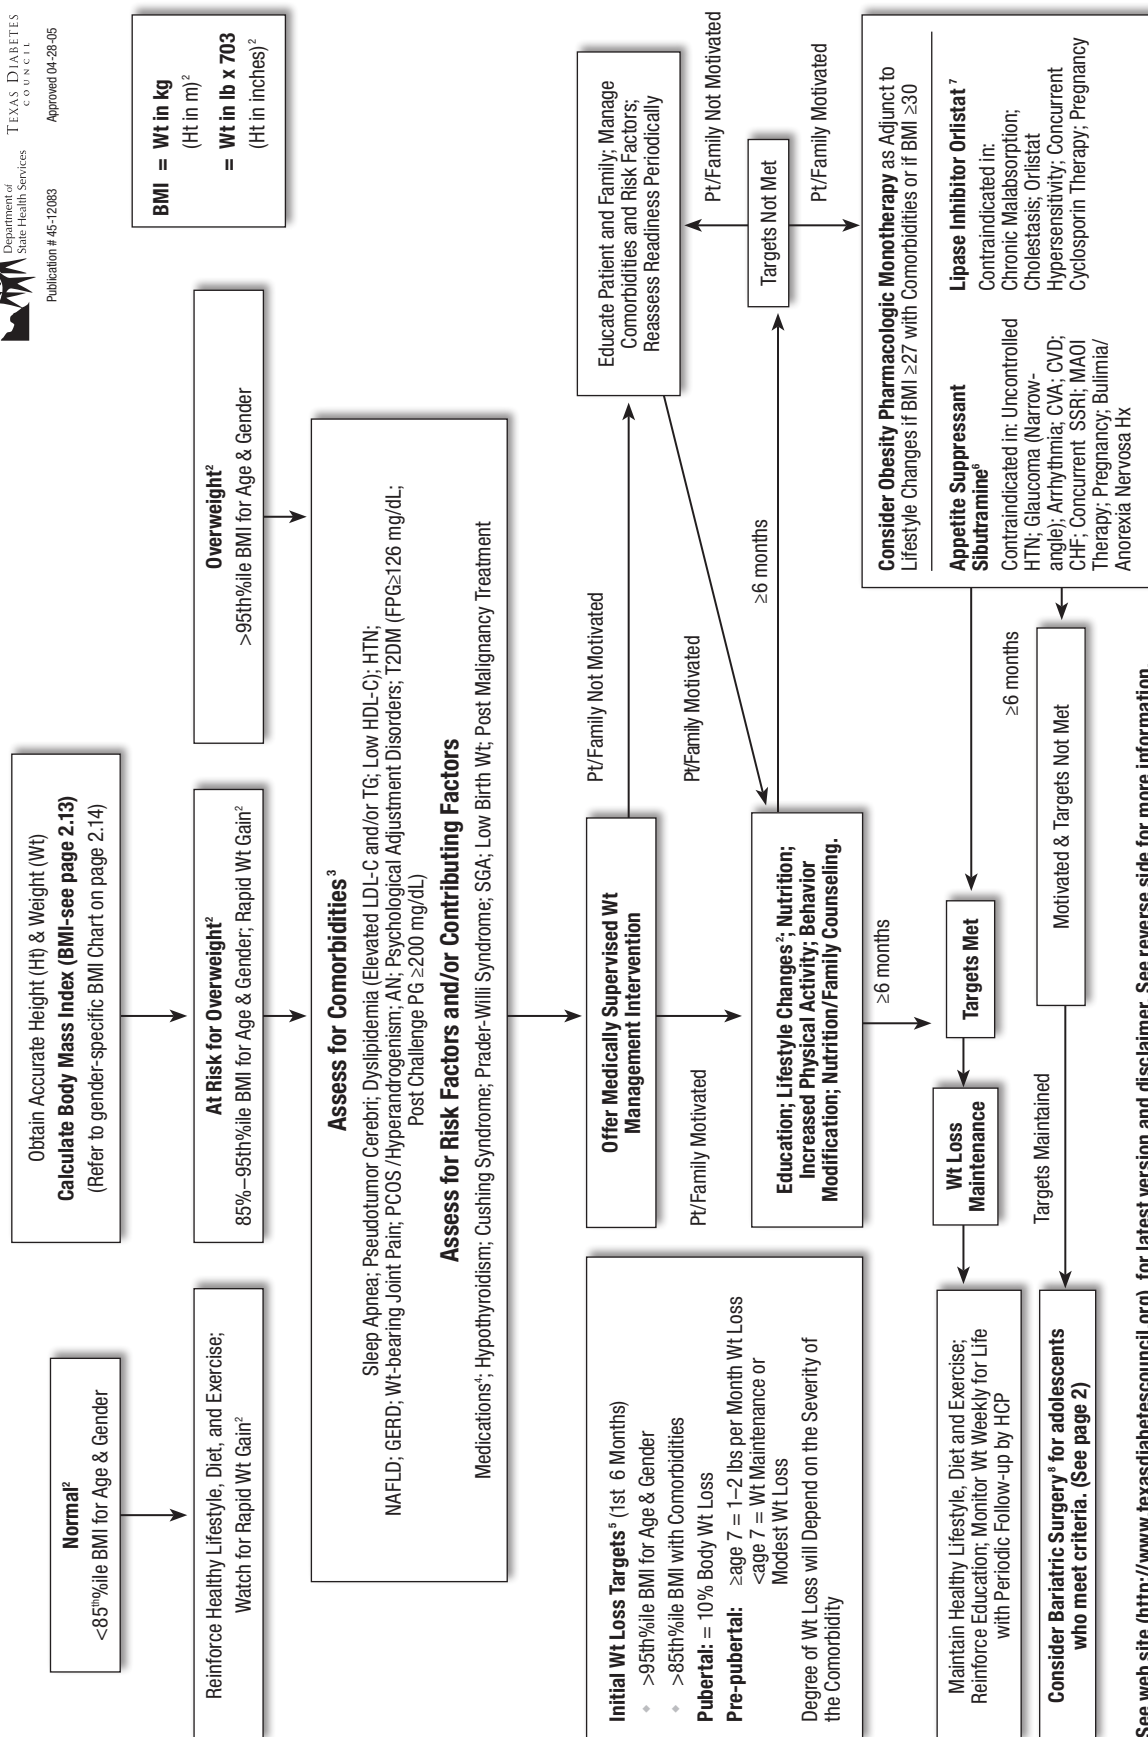 Department of
State Health Services
TEXAS DIABETES
COUNCIL
Publication # 45-12083
Approved 04-28-05
Obtain Accurate Height (Ht) & Weight (Wt)
Calculate Body Mass Index (BMI-see page 2.13)
(Refer to gender-specific BMI Chart on page 2.14)
BMI = Wt in kg
(Ht in m)²
= Wt in lb x 703
(Ht in inches)²
Normal²
<85th%ile BMI for Age & Gender
Reinforce Healthy Lifestyle, Diet, and Exercise;
Watch for Rapid Wt Gain²
At Risk for Overweight²
85%–95th%ile BMI for Age & Gender; Rapid Wt Gain²
Overweight²
>95th%ile BMI for Age & Gender
Assess for Comorbidities³
Sleep Apnea; Pseudotumor Cerebri; Dyslipidemia (Elevated LDL-C and/or TG; Low HDL-C); HTN;
NAFLD; GERD; Wt-bearing Joint Pain; PCOS /Hyperandrogenism; AN; Psychological Adjustment Disorders; T2DM (FPG≥126 mg/dL;
Post Challenge PG ≥200 mg/dL)
Assess for Risk Factors and/or Contributing Factors
Medications⁴; Hypothyroidism; Cushing Syndrome; Prader-Willi Syndrome; SGA; Low Birth Wt; Post Malignancy Treatment
Initial Wt Loss Targets⁵ (1st 6 Months)
◆ >95th%ile BMI for Age & Gender
◆ >85th%ile BMI with Comorbidities
Pubertal: = 10% Body Wt Loss
Pre-pubertal: ≥age 7 = 1–2 lbs per Month Wt Loss
<age 7 = Wt Maintenance or
Modest Wt Loss
Degree of Wt Loss will Depend on the Severity of
the Comorbidity
Offer Medically Supervised Wt
Management Intervention
Pt/Family Not Motivated
Educate Patient and Family; Manage
Comorbidities and Risk Factors;
Reassess Readiness Periodically
Pt/Family Motivated
Pt/Family Motivated
Pt/Family Not Motivated
Education; Lifestyle Changes²; Nutrition;
Increased Physical Activity; Behavior
Modification; Nutrition/Family Counseling.
≥6 months
Targets Not Met
Pt/Family Motivated
≥6 months
Consider Obesity Pharmacologic Monotherapy as Adjunct to
Lifestyle Changes if BMI ≥27 with Comorbidities or if BMI ≥30
Appetite Suppressant
Sibutramine⁶
Contraindicated in: Uncontrolled
HTN; Glaucoma (Narrow-
angle); Arrhythmia; CVA; CVD;
CHF; Concurrent SSRI; MAOI
Therapy; Pregnancy; Bulimia/
Anorexia Nervosa Hx
Lipase Inhibitor Orlistat⁷
Contraindicated in:
Chronic Malabsorption;
Cholestasis; Orlistat
Hypersensitivity; Concurrent
Cyclosporin Therapy; Pregnancy
Maintain Healthy Lifestyle, Diet and Exercise;
Reinforce Education; Monitor Wt Weekly for Life
with Periodic Follow-up by HCP
Wt Loss
Maintenance
Targets Met
≥6 months
Targets Maintained
Motivated & Targets Not Met
Consider Bariatric Surgery⁸ for adolescents
who meet criteria. (See page 2)
See web site (http://www.texasdiabetescouncil.org) for latest version and disclaimer. See reverse side for more information.